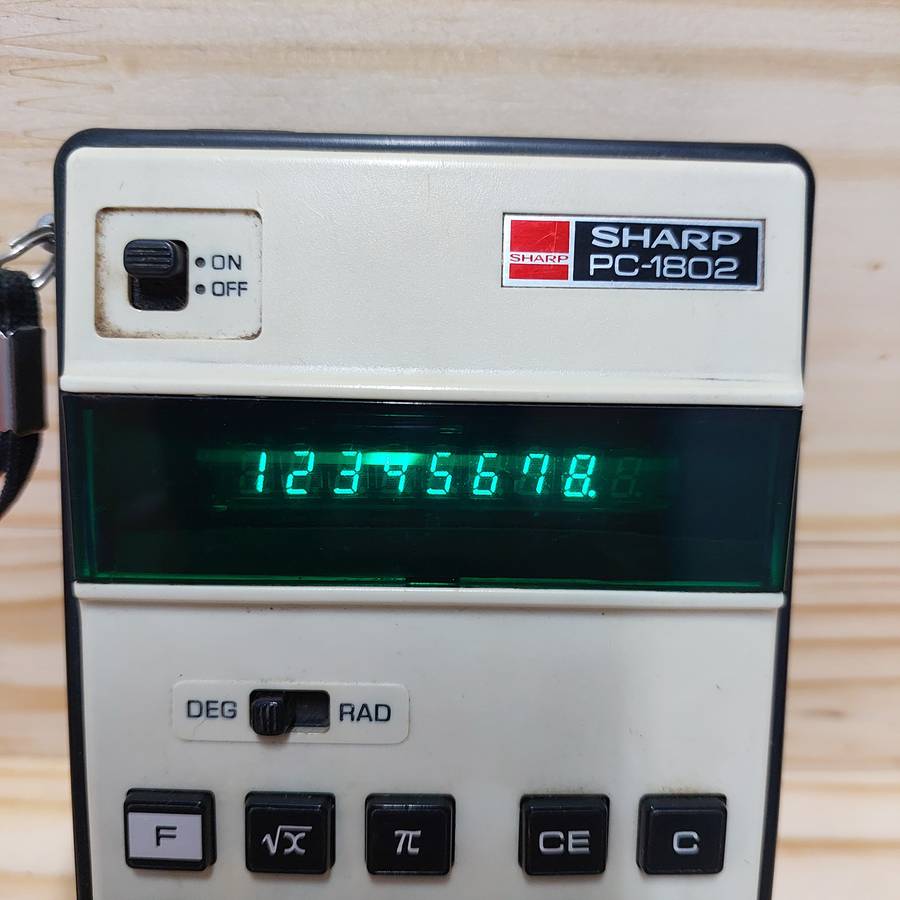 ON
OFF
SHARP
SHARP
PC-1802
12345678.
DEG RAD
F √x π CE C